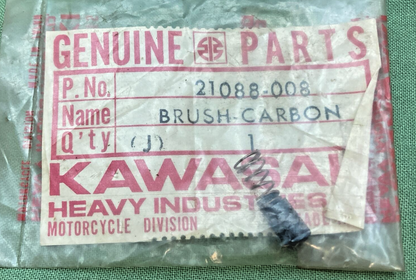 GENUINE PARTS
P. No. 21088-008
Name BRUSH-CARBON
Q'ty (J) 1
KAWASAKI
HEAVY INDUSTRIES
MOTORCYCLE DIVISION